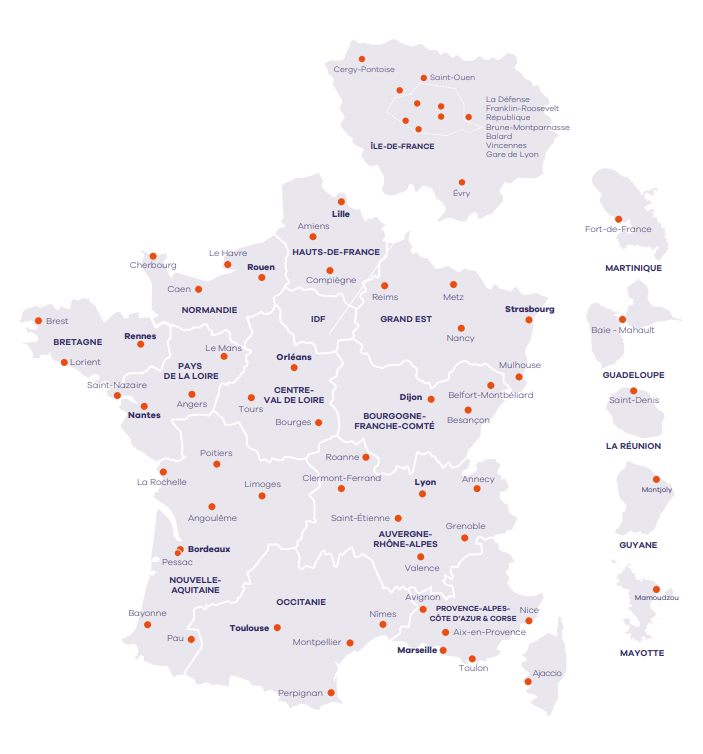 Cergy-Pontoise
Saint-Ouen
La Défense
Franklin-Roosevelt
République
Brune-Montparnasse
Balard
Vincennes
Gare de Lyon
ÎLE-DE-FRANCE
Évry
Lille
Amiens
HAUTS-DE-FRANCE
Compiègne
Cherbourg
Le Havre
Rouen
Caen
NORMANDIE
IDF
Reims
Metz
GRAND EST
Strasbourg
Nancy
Mulhouse
Brest
BRETAGNE
Rennes
Lorient
Le Mans
PAYS
DE LA LOIRE
Saint-Nazaire
Nantes
Angers
Orléans
CENTRE-
VAL DE LOIRE
Tours
Bourges
Dijon
Belfort-Montbéliard
BOURGOGNE-
FRANCHE-COMTÉ
Besançon
Poitiers
La Rochelle
Limoges
Angoulême
Roanne
Clermont-Ferrand
Lyon
Annecy
Saint-Étienne
Grenoble
AUVERGNE-
RHÔNE-ALPES
Valence
Bordeaux
Pessac
NOUVELLE-
AQUITAINE
Bayonne
Pau
OCCITANIE
Toulouse
Nîmes
Montpellier
Perpignan
Avignon
PROVENCE-ALPES-
CÔTE D'AZUR & CORSE
Nice
Aix-en-Provence
Marseille
Toulon
Ajaccio
Fort-de-France
MARTINIQUE
Baie - Mahault
GUADELOUPE
Saint-Denis
LA RÉUNION
Montjoly
GUYANE
Mamoudzou
MAYOTTE